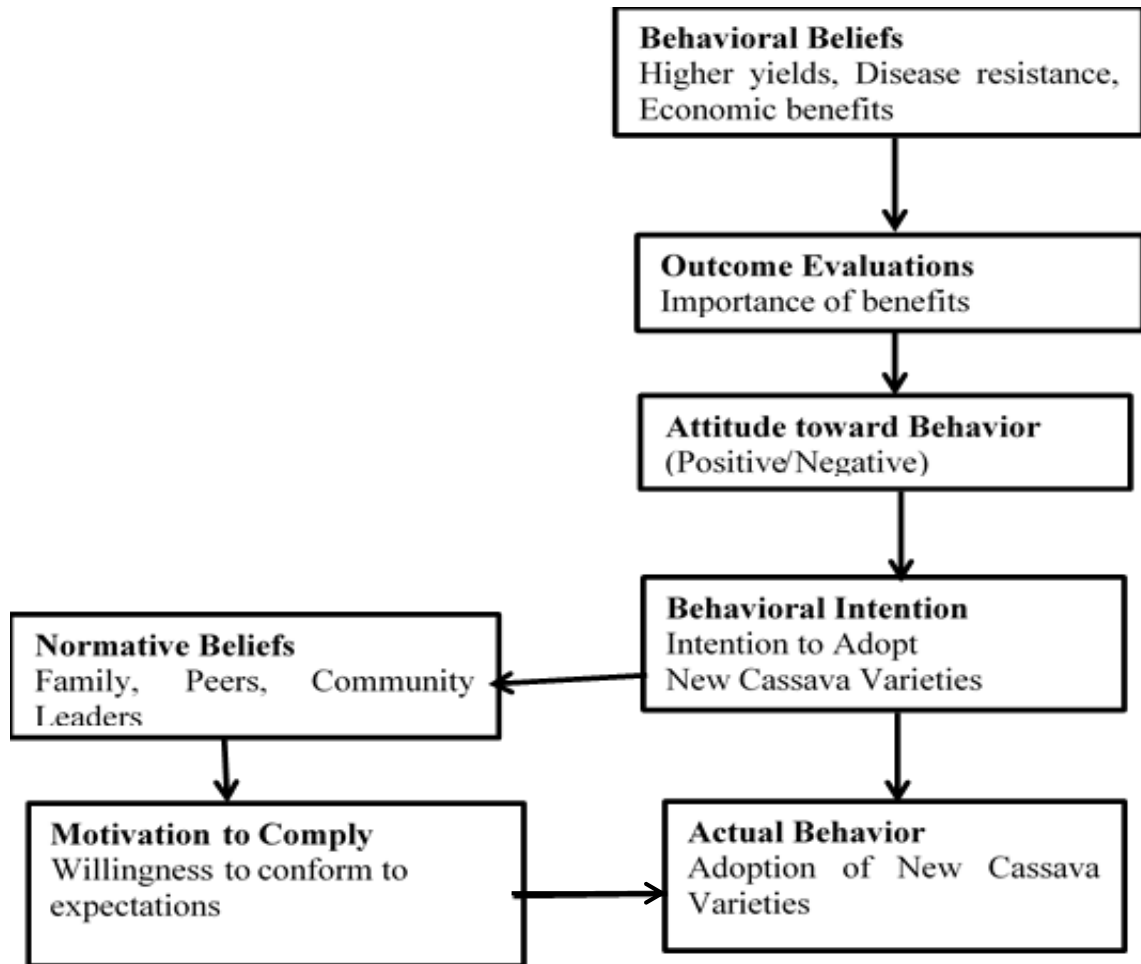 Behavioral Beliefs
Higher yields, Disease resistance,
Economic benefits
Outcome Evaluations
Importance of benefits
Attitude toward Behavior
(Positive/Negative)
Behavioral Intention
Intention to Adopt
New Cassava Varieties
Normative Beliefs
Family, Peers, Community
Leaders
Motivation to Comply
Willingness to conform to
expectations
Actual Behavior
Adoption of New Cassava
Varieties